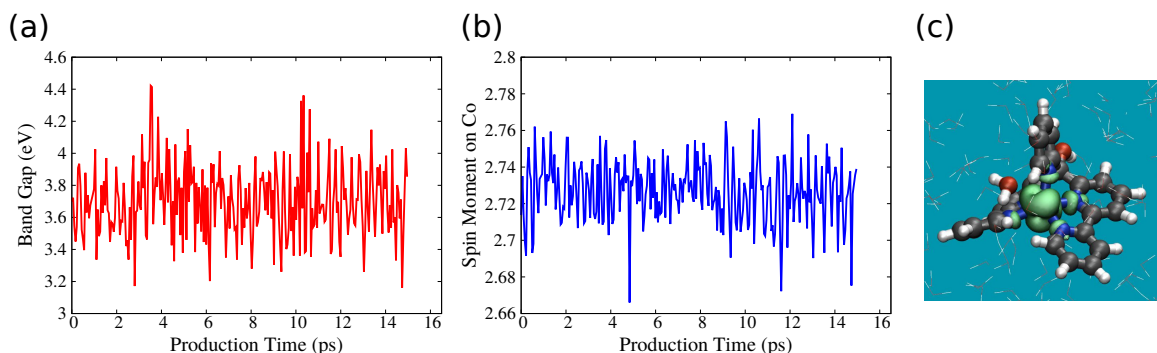 (a)
Band Gap (eV)
4.6
4.4
4.2
4
3.8
3.6
3.4
3.2
3
0 2 4 6 8 10 12 14 16
Production Time (ps)
(b)
Spin Moment on Co
2.8
2.78
2.76
2.74
2.72
2.7
2.68
2.66
0 2 4 6 8 10 12 14 16
Production Time (ps)
(c)